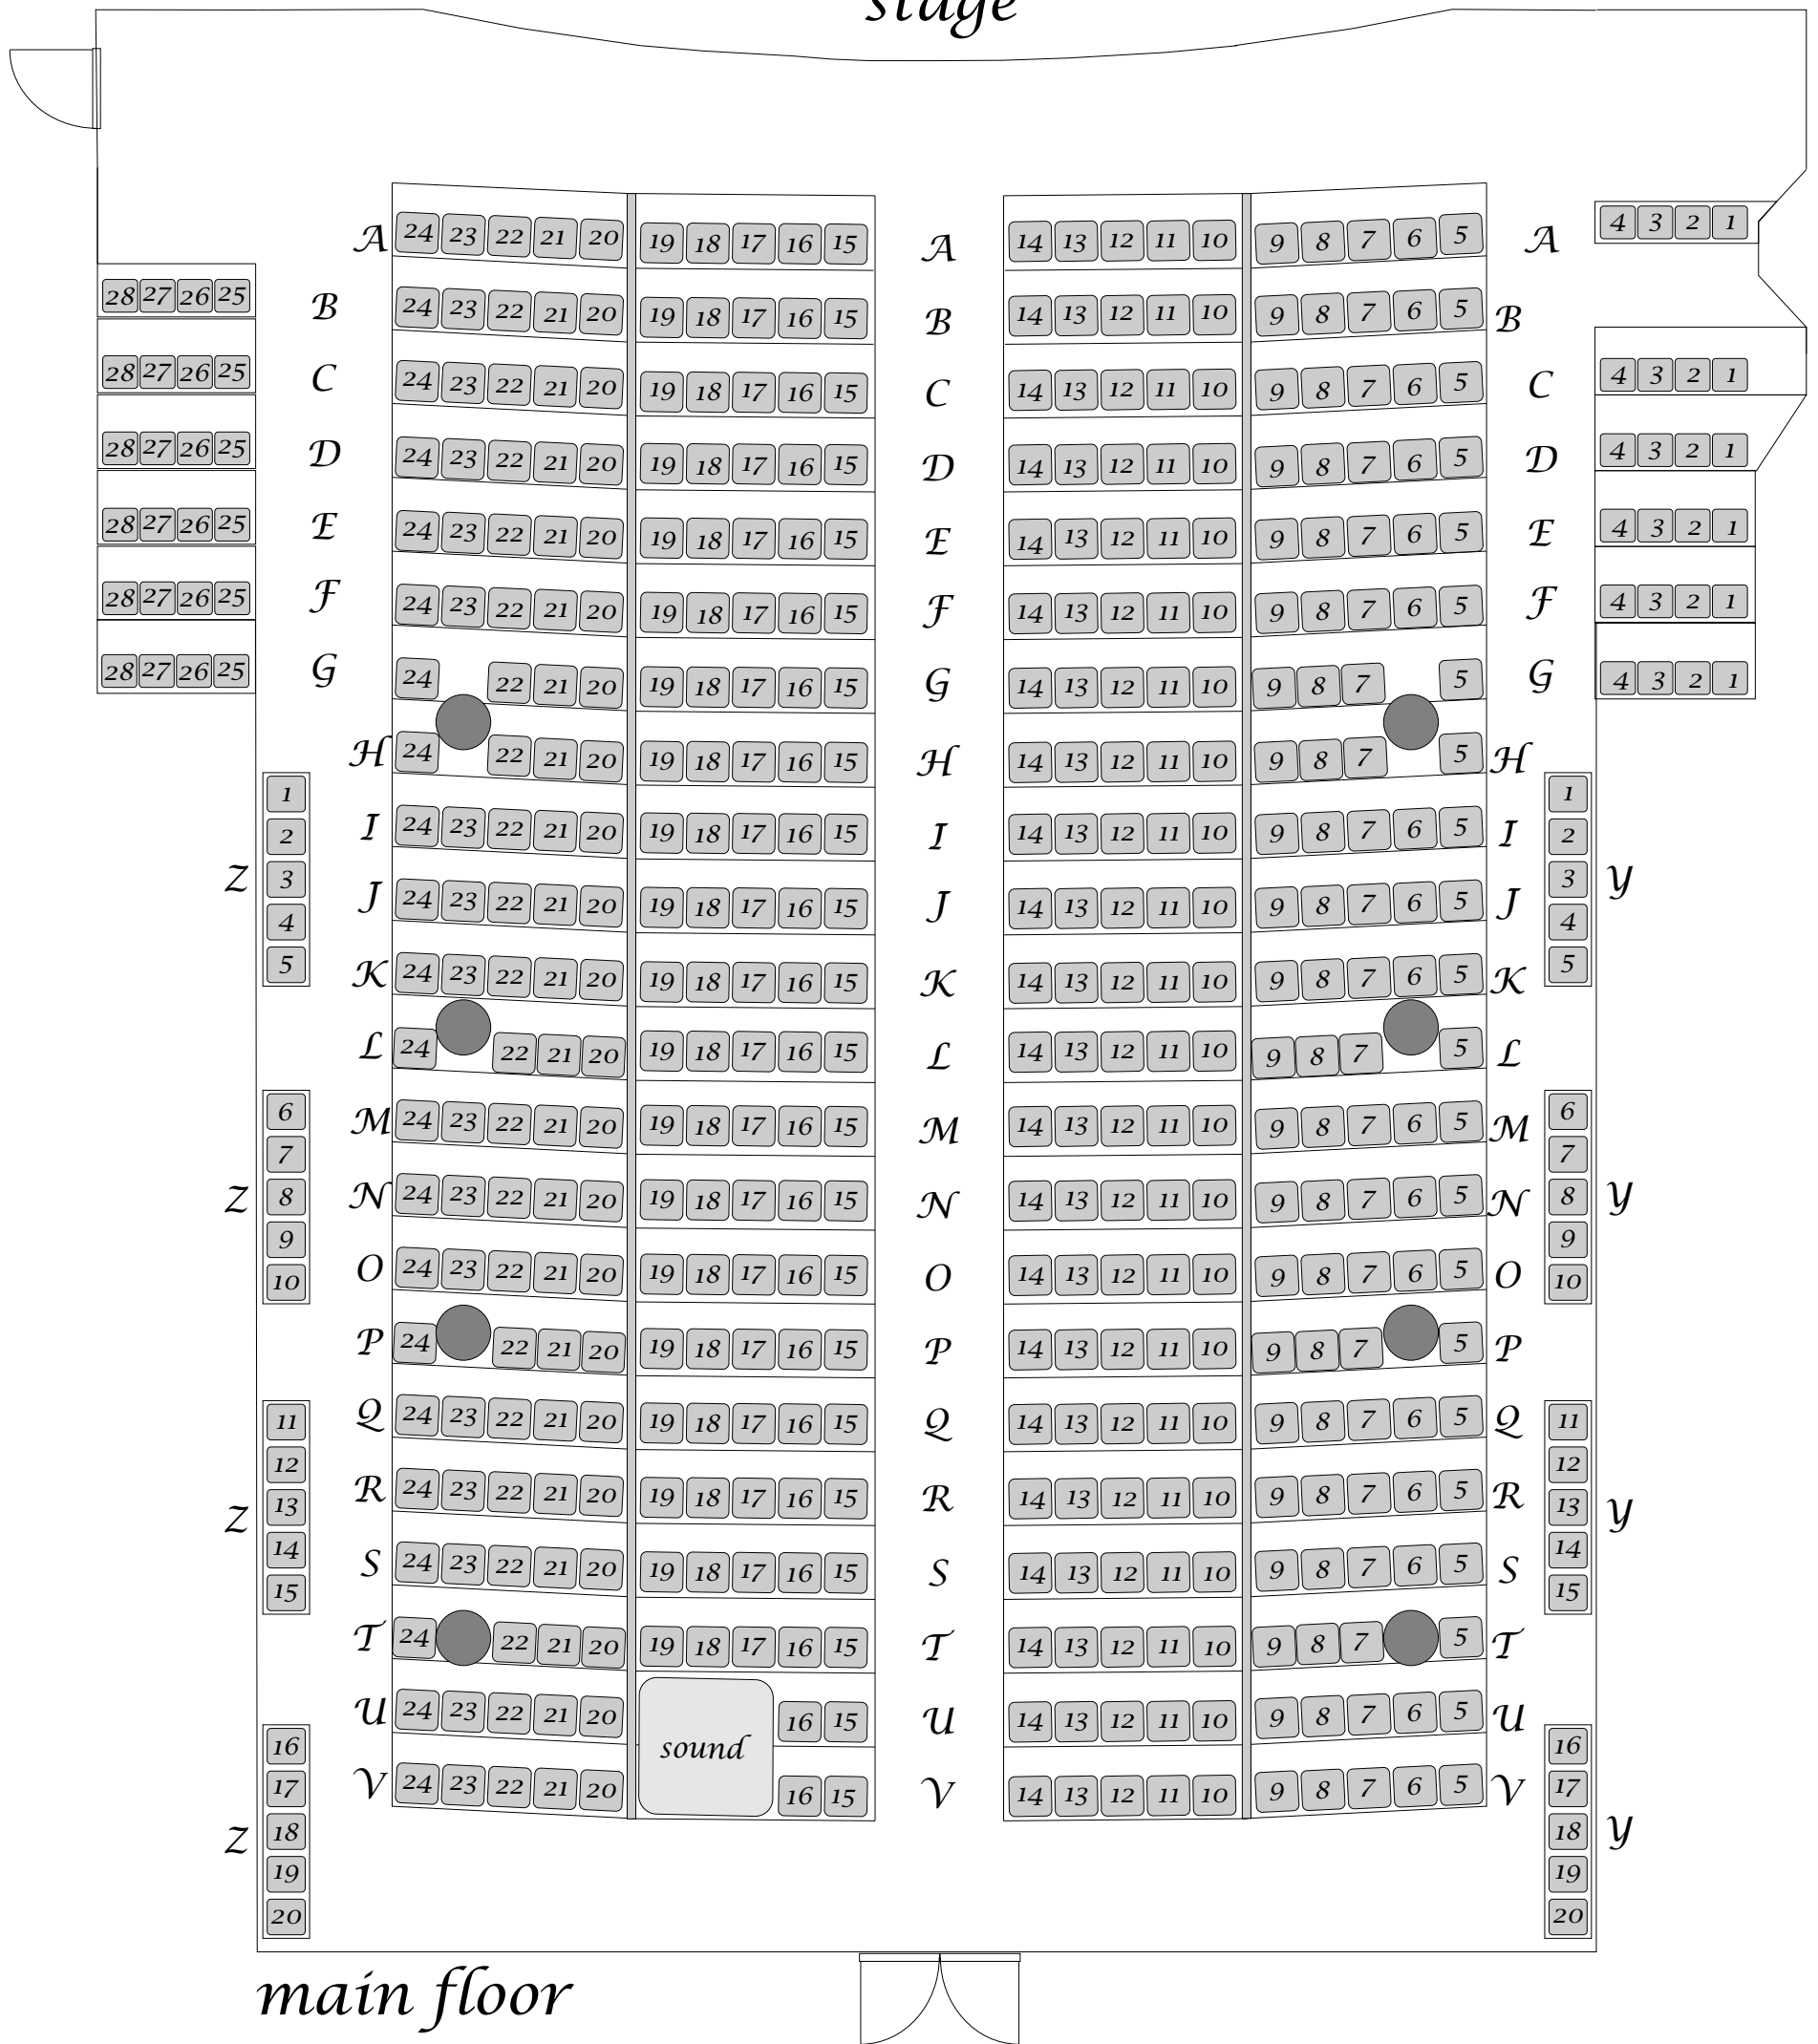 stage
A 24 23 22 21 20 19 18 17 16 15 A 14 13 12 11 10 9 8 7 6 5 A 4 3 2 1
28 27 26 25 B 24 23 22 21 20 19 18 17 16 15 B 14 13 12 11 10 9 8 7 6 5 B
28 27 26 25 C 24 23 22 21 20 19 18 17 16 15 C 14 13 12 11 10 9 8 7 6 5 C 4 3 2 1
28 27 26 25 D 24 23 22 21 20 19 18 17 16 15 D 14 13 12 11 10 9 8 7 6 5 D 4 3 2 1
28 27 26 25 E 24 23 22 21 20 19 18 17 16 15 E 14 13 12 11 10 9 8 7 6 5 E 4 3 2 1
28 27 26 25 F 24 23 22 21 20 19 18 17 16 15 F 14 13 12 11 10 9 8 7 6 5 F 4 3 2 1
28 27 26 25 G 24 22 21 20 19 18 17 16 15 G 14 13 12 11 10 9 8 7 5 G 4 3 2 1
H 24 22 21 20 19 18 17 16 15 H 14 13 12 11 10 9 8 7 5 H
I 24 23 22 21 20 19 18 17 16 15 I 14 13 12 11 10 9 8 7 6 5 I
J 24 23 22 21 20 19 18 17 16 15 J 14 13 12 11 10 9 8 7 6 5 J
K 24 23 22 21 20 19 18 17 16 15 K 14 13 12 11 10 9 8 7 6 5 K
L 24 22 21 20 19 18 17 16 15 L 14 13 12 11 10 9 8 7 5 L
M 24 23 22 21 20 19 18 17 16 15 M 14 13 12 11 10 9 8 7 6 5 M
N 24 23 22 21 20 19 18 17 16 15 N 14 13 12 11 10 9 8 7 6 5 N
O 24 23 22 21 20 19 18 17 16 15 O 14 13 12 11 10 9 8 7 6 5 O
P 24 22 21 20 19 18 17 16 15 P 14 13 12 11 10 9 8 7 5 P
Q 24 23 22 21 20 19 18 17 16 15 Q 14 13 12 11 10 9 8 7 6 5 Q
R 24 23 22 21 20 19 18 17 16 15 R 14 13 12 11 10 9 8 7 6 5 R
S 24 23 22 21 20 19 18 17 16 15 S 14 13 12 11 10 9 8 7 6 5 S
T 24 22 21 20 19 18 17 16 15 T 14 13 12 11 10 9 8 7 5 T
U 24 23 22 21 20 16 15 U 14 13 12 11 10 9 8 7 6 5 U
sound
V 24 23 22 21 20 16 15 V 14 13 12 11 10 9 8 7 6 5 V
1
2
Z 3
4
5
6
7
Z 8
9
10
11
12
Z 13
14
15
16
17
Z 18
19
20
1
2
3 Y
4
5
6
7
8 Y
9
10
11
12
13 Y
14
15
16
17
18 Y
19
20
main floor